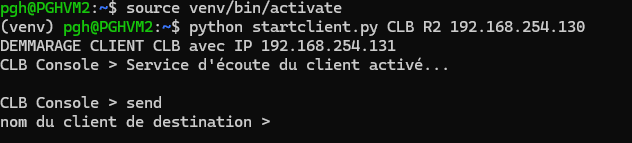 pgh@PGHVM2:~$ source venv/bin/activate
(venv) pgh@PGHVM2:~$ python startclient.py CLB R2 192.168.254.130
DEMMARAGE CLIENT CLB avec IP 192.168.254.131
CLB Console > Service d'écoute du client activé...
CLB Console > send
nom du client de destination >